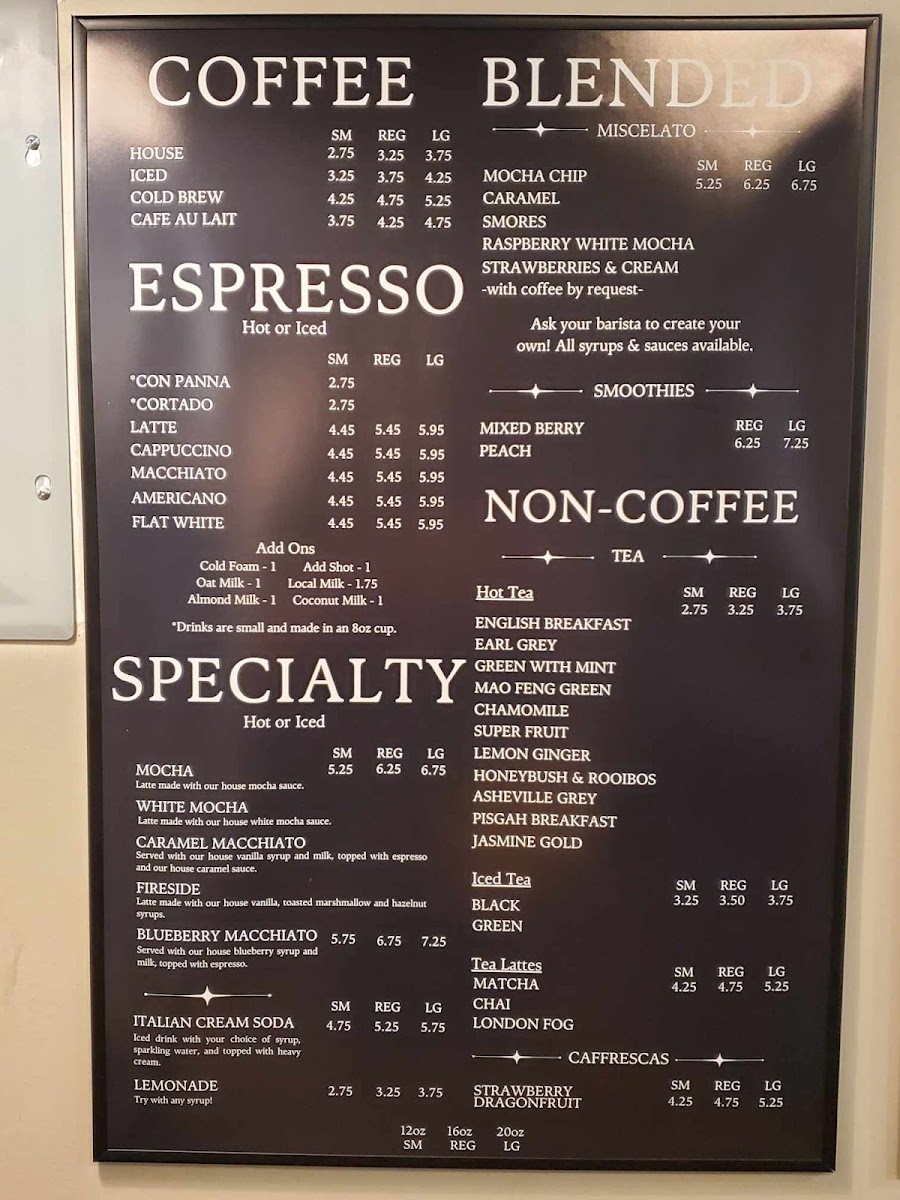 COFFEE
SM REG LG
HOUSE 2.75 3.25 3.75
ICED 3.25 3.75 4.25
COLD BREW 4.25 4.75 5.25
CAFE AU LAIT 3.75 4.25 4.75
ESPRESSO
Hot or Iced
SM REG LG
*CON PANNA 2.75
*CORTADO 2.75
LATTE 4.45 5.45 5.95
CAPPUCCINO 4.45 5.45 5.95
MACCHIATO 4.45 5.45 5.95
AMERICANO 4.45 5.45 5.95
FLAT WHITE 4.45 5.45 5.95
Add Ons
Cold Foam - 1 Add Shot - 1
Oat Milk - 1 Local Milk - 1.75
Almond Milk - 1 Coconut Milk - 1
*Drinks are small and made in an 8oz cup.
SPECIALTY
Hot or Iced
SM REG LG
MOCHA 5.25 6.25 6.75
Latte made with our house mocha sauce.
WHITE MOCHA
Latte made with our house white mocha sauce.
CARAMEL MACCHIATO
Served with our house vanilla syrup and milk, topped with espresso
and our house caramel sauce.
FIRESIDE
Latte made with our house vanilla, toasted marshmallow and hazelnut
syrups.
BLUEBERRY MACCHIATO 5.75 6.75 7.25
Served with our house blueberry syrup and
milk, topped with espresso.
SM REG LG
ITALIAN CREAM SODA 4.75 5.25 5.75
Iced drink with your choice of syrup,
sparkling water, and topped with heavy
cream.
LEMONADE 2.75 3.25 3.75
Try with any syrup!
BLENDED
MISCELATO
SM REG LG
MOCHA CHIP 5.25 6.25 6.75
CARAMEL
SMORES
RASPBERRY WHITE MOCHA
STRAWBERRIES & CREAM
-with coffee by request-
Ask your barista to create your
own! All syrups & sauces available.
SMOOTHIES
REG LG
MIXED BERRY 6.25 7.25
PEACH
NON-COFFEE
TEA
Hot Tea SM REG LG
2.75 3.25 3.75
ENGLISH BREAKFAST
EARL GREY
GREEN WITH MINT
MAO FENG GREEN
CHAMOMILE
SUPER FRUIT
LEMON GINGER
HONEYBUSH & ROOIBOS
ASHEVILLE GREY
PISGAH BREAKFAST
JASMINE GOLD
Iced Tea SM REG LG
BLACK 3.25 3.50 3.75
GREEN
Tea Lattes SM REG LG
MATCHA 4.25 4.75 5.25
CHAI
LONDON FOG
CAFFRESCAS
SM REG LG
STRAWBERRY 4.25 4.75 5.25
DRAGONFRUIT
12oz 16oz 20oz
SM REG LG